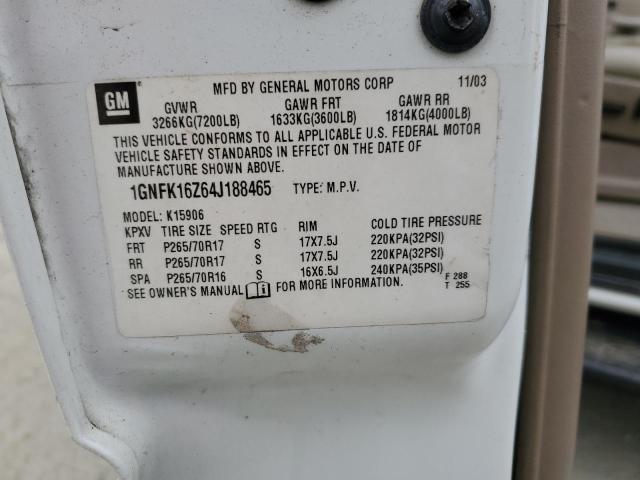 GM
MFD BY GENERAL MOTORS CORP 11/03
GVWR GAWR FRT GAWR RR
3266KG(7200LB) 1633KG(3600LB) 1814KG(4000LB)
THIS VEHICLE CONFORMS TO ALL APPLICABLE U.S. FEDERAL MOTOR
VEHICLE SAFETY STANDARDS IN EFFECT ON THE DATE OF
MANUFACTURE SHOWN ABOVE.
1GNFK16Z64J188465 TYPE: M.P.V.
MODEL: K15906
KPXV TIRE SIZE SPEED RTG RIM COLD TIRE PRESSURE
FRT P265/70R17 S 17X7.5J 220KPA(32PSI)
RR P265/70R17 S 17X7.5J 220KPA(32PSI)
SPA P265/70R16 S 16X6.5J 240KPA(35PSI)
SEE OWNER'S MANUAL FOR MORE INFORMATION.
F 288
T 255